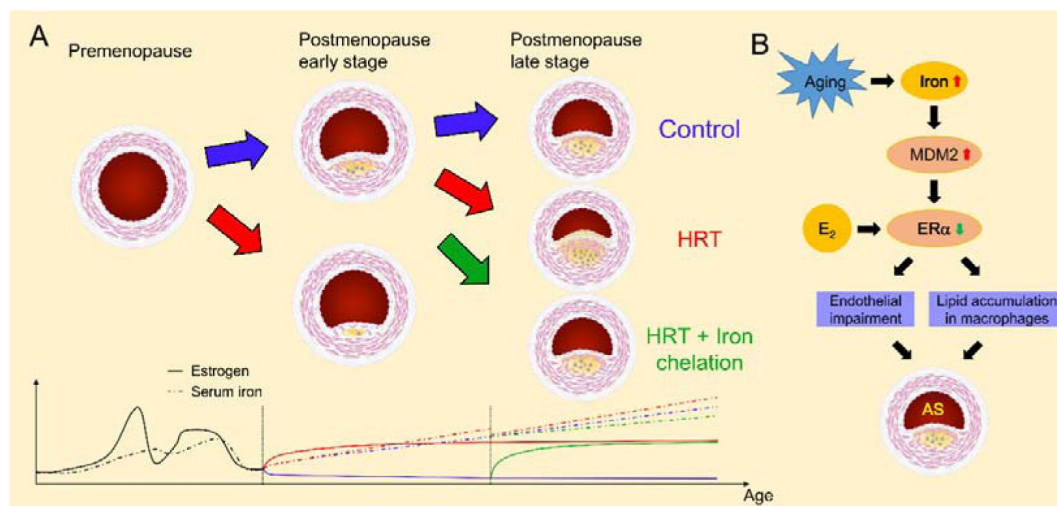 A
Premenopause
Postmenopause
early stage
Postmenopause
late stage
Control
HRT
HRT + Iron
chelation
Estrogen
Serum iron
Age
B
Aging
Iron
MDM2
E₂
ERα
Endothelial
impairment
Lipid accumulation
in macrophages
AS